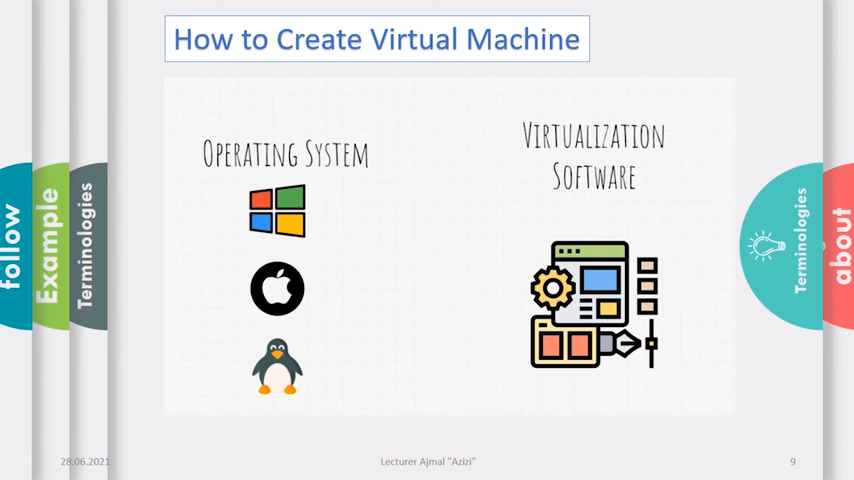 How to Create Virtual Machine
Operating System
Virtualization
Software
follow
Example
Terminologies
Terminologies
about
28.06.2021
Lecturer Ajmal "Azizi"
9